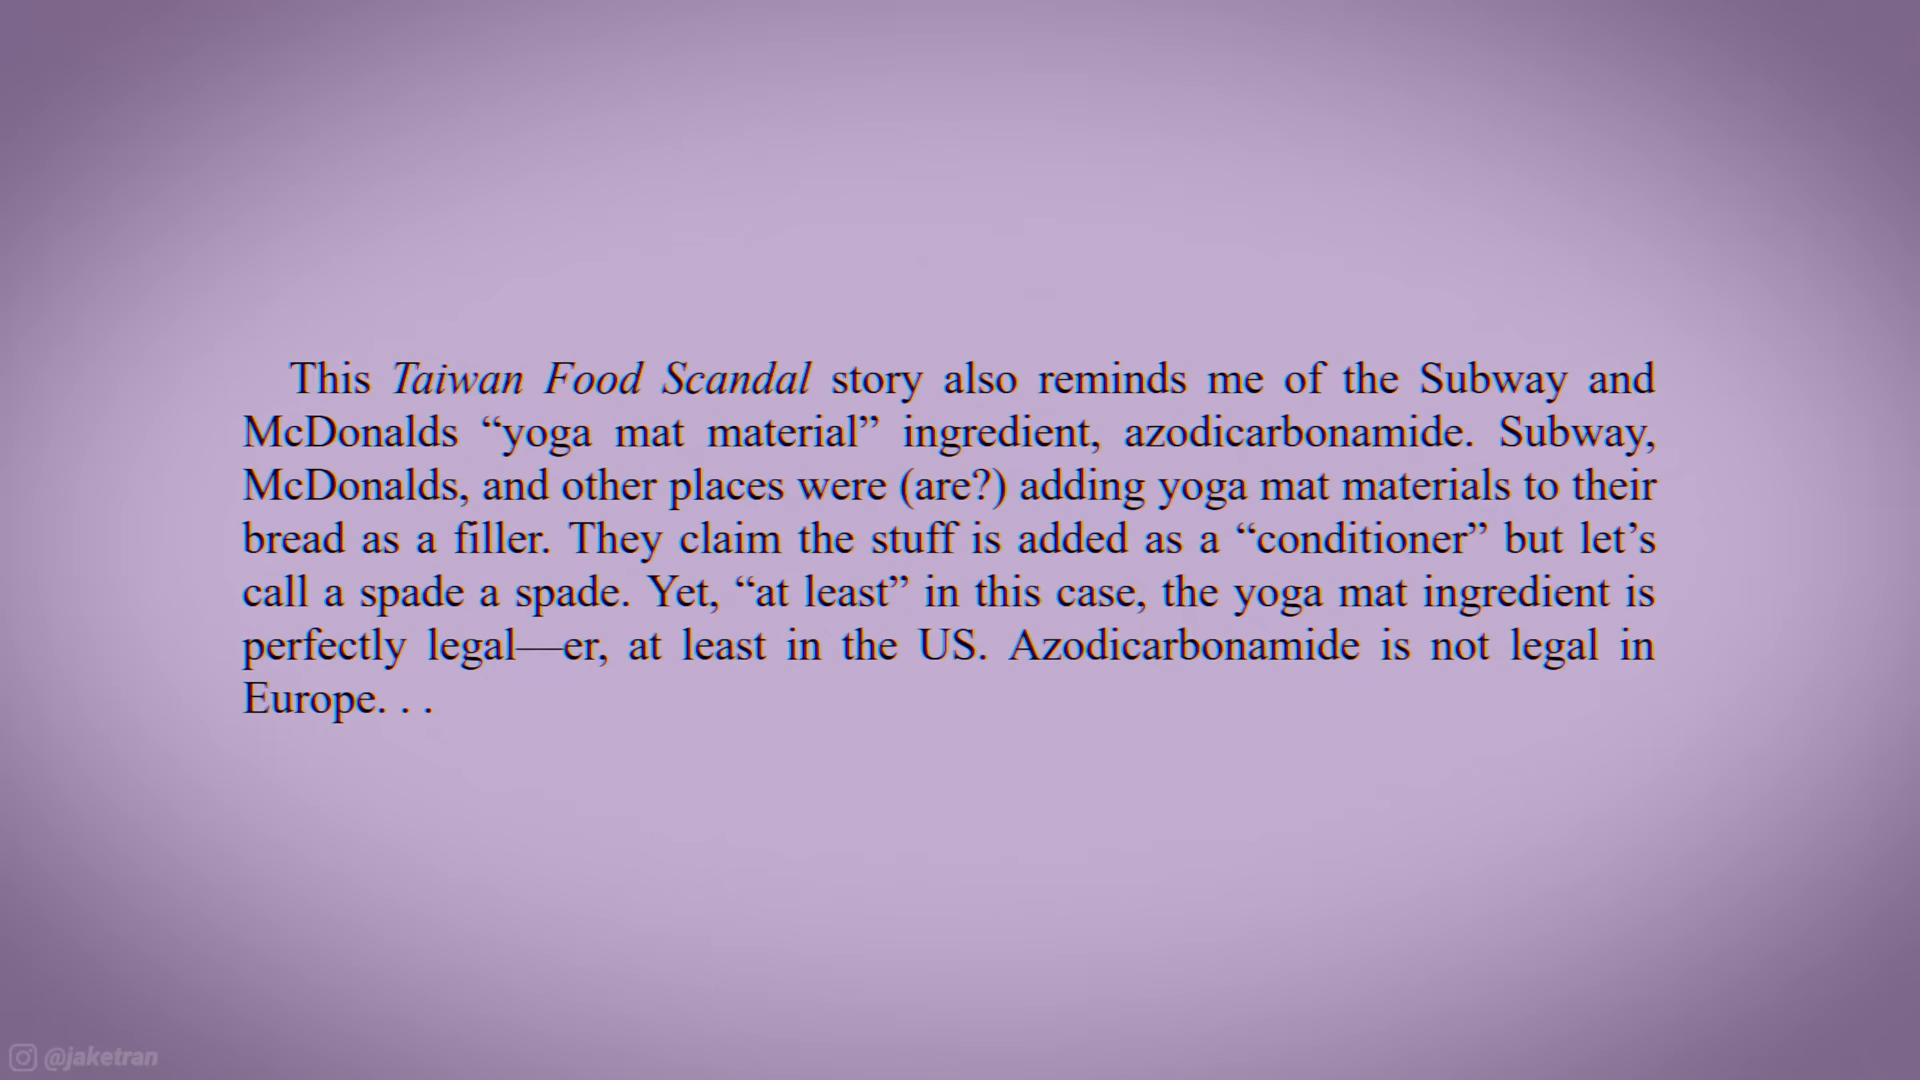 This Taiwan Food Scandal story also reminds me of the Subway and
McDonalds “yoga mat material” ingredient, azodicarbonamide. Subway,
McDonalds, and other places were (are?) adding yoga mat materials to their
bread as a filler. They claim the stuff is added as a “conditioner” but let’s
call a spade a spade. Yet, “at least” in this case, the yoga mat ingredient is
perfectly legal—er, at least in the US. Azodicarbonamide is not legal in
Europe. . .
@jaketran